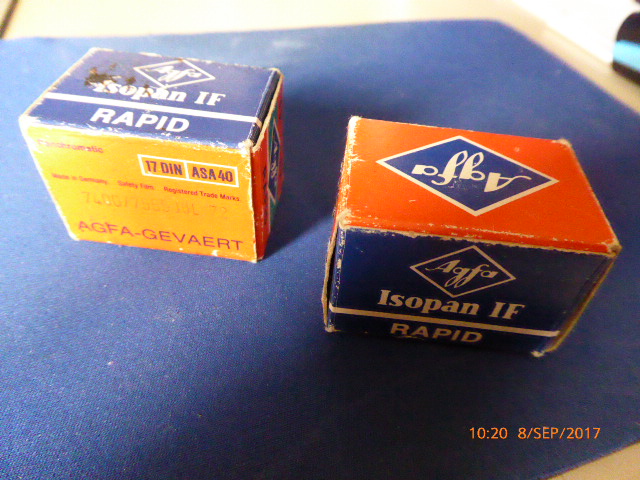 Agfa
Isopan IF
RAPID
Panchromatic
17 DIN ASA 40
Made in Germany Safety Film Registered Trade Marks
AGFA-GEVAERT
Agfa
Agfa
Isopan IF
RAPID
10:20 8/SEP/2017